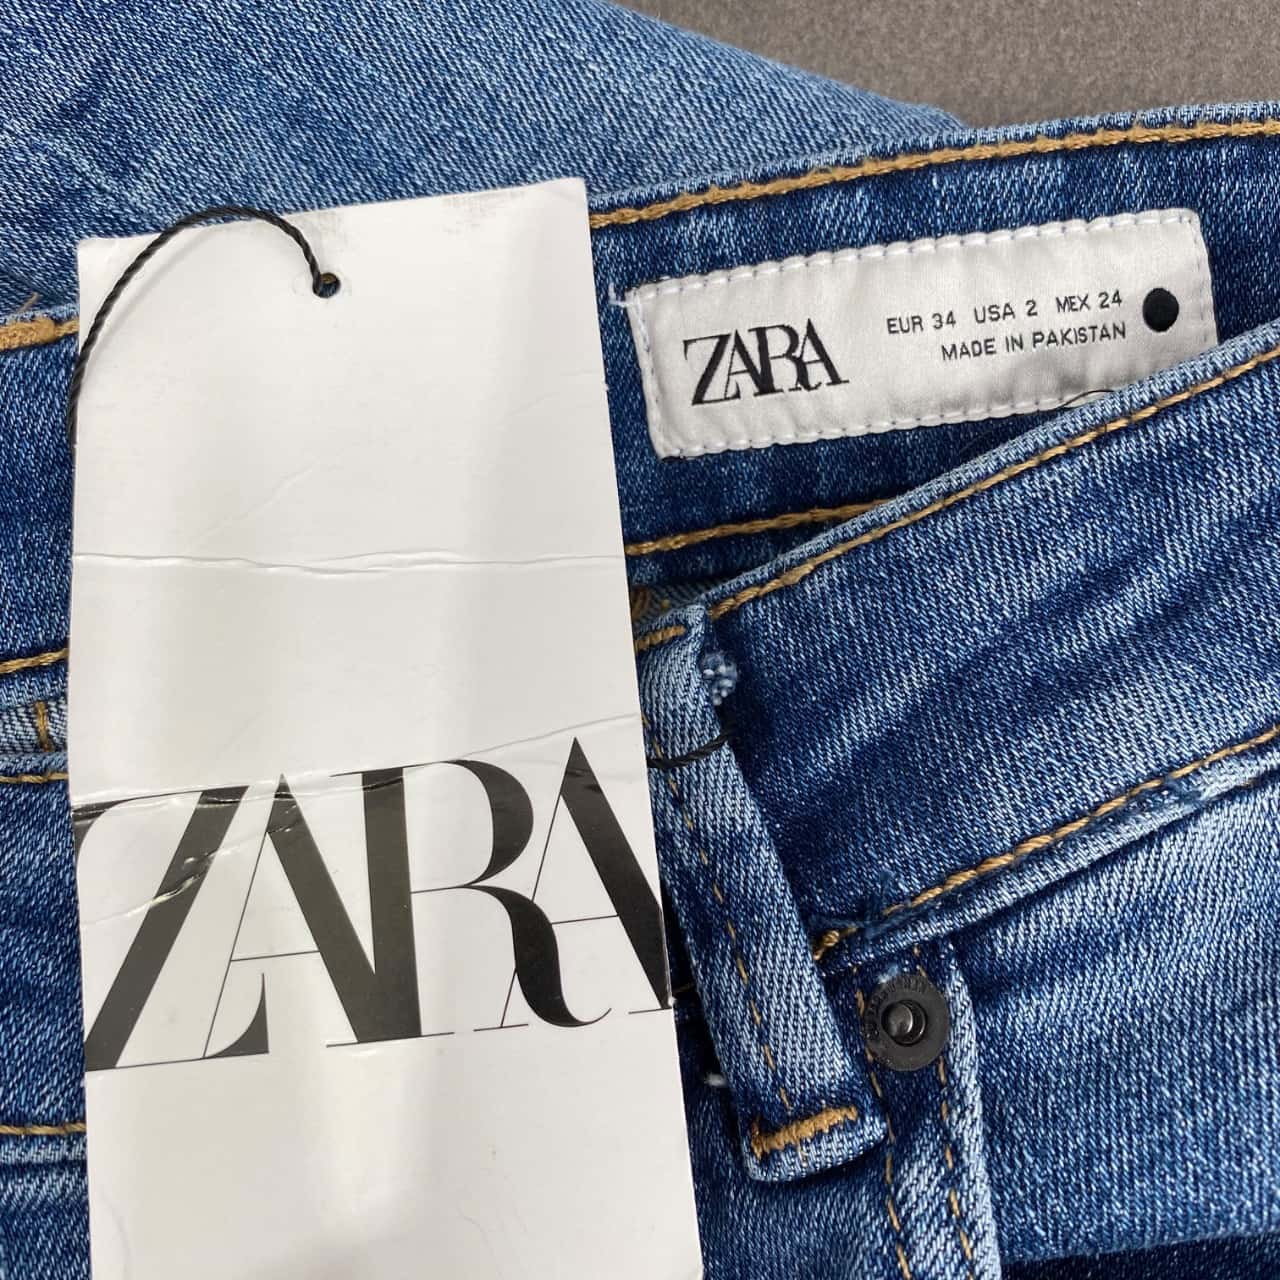 ZARA
EUR 34 USA 2 MEX 24
MADE IN PAKISTAN
ZARA